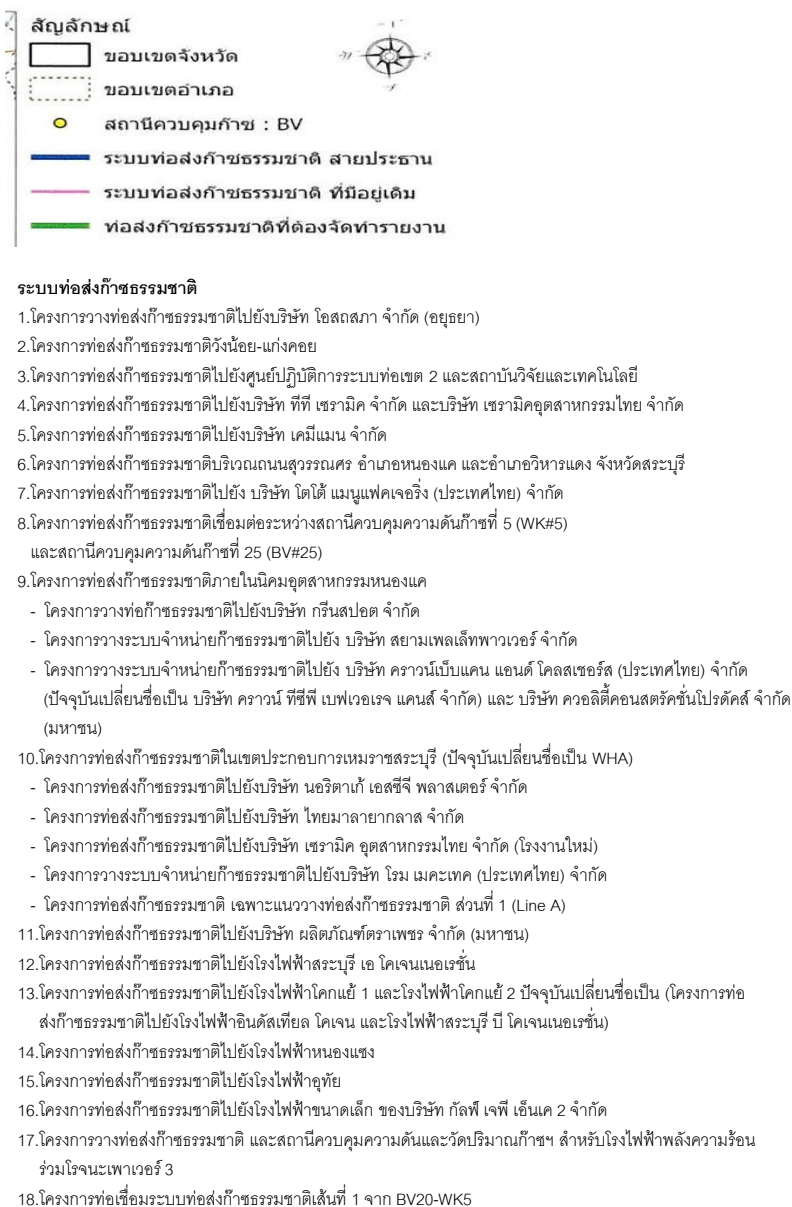 สัญลักษณ์
ขอบเขตจังหวัด
ขอบเขตอำเภอ
สถานีควบคุมก๊าซ : BV
ระบบท่อส่งก๊าซธรรมชาติ สายประธาน
ระบบท่อส่งก๊าซธรรมชาติ ที่มีอยู่เดิม
ท่อส่งก๊าซธรรมชาติที่ต้องจัดทำรายงาน
ระบบท่อส่งก๊าซธรรมชาติ
1.โครงการวางท่อส่งก๊าซธรรมชาติไปยังบริษัท โอสถสภา จำกัด (อยุธยา)
2.โครงการท่อส่งก๊าซธรรมชาติวังน้อย-แก่งคอย
3.โครงการท่อส่งก๊าซธรรมชาติไปยังศูนย์ปฏิบัติการระบบท่อเขต 2 และสถาบันวิจัยและเทคโนโลยี
4.โครงการท่อส่งก๊าซธรรมชาติไปยังบริษัท ทีที เซรามิค จำกัด และบริษัท เซรามิคอุตสาหกรรมไทย จำกัด
5.โครงการท่อส่งก๊าซธรรมชาติไปยังบริษัท เคมีแมน จำกัด
6.โครงการท่อส่งก๊าซธรรมชาติบริเวณถนนสุวรรณศร อำเภอหนองแค และอำเภอวิหารแดง จังหวัดสระบุรี
7.โครงการท่อส่งก๊าซธรรมชาติไปยัง บริษัท โตโต้ แมนูแฟคเจอริ่ง (ประเทศไทย) จำกัด
8.โครงการท่อส่งก๊าซธรรมชาติเชื่อมต่อระหว่างสถานีควบคุมความดันก๊าซที่ 5 (WK#5)
และสถานีควบคุมความดันก๊าซที่ 25 (BV#25)
9.โครงการท่อส่งก๊าซธรรมชาติภายในนิคมอุตสาหกรรมหนองแค
- โครงการวางท่อก๊าซธรรมชาติไปยังบริษัท กรีนสปอต จำกัด
- โครงการวางระบบจำหน่ายก๊าซธรรมชาติไปยัง บริษัท สยามเพลเล็ทพาวเวอร์ จำกัด
- โครงการวางระบบจำหน่ายก๊าซธรรมชาติไปยัง บริษัท คราวน์เบ็บแคน แอนด์ โคลสเชอร์ส (ประเทศไทย) จำกัด
(ปัจจุบันเปลี่ยนชื่อเป็น บริษัท คราวน์ ทีซีพี เบฟเวอเรจ แคนส์ จำกัด) และ บริษัท ควอลิตี้คอนสตรัคชั่นโปรดัคส์ จำกัด
(มหาชน)
10.โครงการท่อส่งก๊าซธรรมชาติในเขตประกอบการเหมราชสระบุรี (ปัจจุบันเปลี่ยนชื่อเป็น WHA)
- โครงการท่อส่งก๊าซธรรมชาติไปยังบริษัท นอริตาเก้ เอสซีจี พลาสเตอร์ จำกัด
- โครงการท่อส่งก๊าซธรรมชาติไปยังบริษัท ไทยมาลายากลาส จำกัด
- โครงการท่อส่งก๊าซธรรมชาติไปยังบริษัท เซรามิค อุตสาหกรรมไทย จำกัด (โรงงานใหม่)
- โครงการวางระบบจำหน่ายก๊าซธรรมชาติไปยังบริษัท โรม เมคะเทค (ประเทศไทย) จำกัด
- โครงการท่อส่งก๊าซธรรมชาติ เฉพาะแนววางท่อส่งก๊าซธรรมชาติ ส่วนที่ 1 (Line A)
11.โครงการท่อส่งก๊าซธรรมชาติไปยังบริษัท ผลิตภัณฑ์ตราเพชร จำกัด (มหาชน)
12.โครงการท่อส่งก๊าซธรรมชาติไปยังโรงไฟฟ้าสระบุรี เอ โคเจนเนอเรชั่น
13.โครงการท่อส่งก๊าซธรรมชาติไปยังโรงไฟฟ้าโคกแย้ 1 และโรงไฟฟ้าโคกแย้ 2 ปัจจุบันเปลี่ยนชื่อเป็น (โครงการท่อ
ส่งก๊าซธรรมชาติไปยังโรงไฟฟ้าอินดัสเทียล โคเจน และโรงไฟฟ้าสระบุรี บี โคเจนเนอเรชั่น)
14.โครงการท่อส่งก๊าซธรรมชาติไปยังโรงไฟฟ้าหนองแซง
15.โครงการท่อส่งก๊าซธรรมชาติไปยังโรงไฟฟ้าอุทัย
16.โครงการท่อส่งก๊าซธรรมชาติไปยังโรงไฟฟ้าขนาดเล็ก ของบริษัท กัลฟ์ เจพี เอ็นเค 2 จำกัด
17.โครงการวางท่อส่งก๊าซธรรมชาติ และสถานีควบคุมความดันและวัดปริมาณก๊าซฯ สำหรับโรงไฟฟ้าพลังความร้อน
ร่วมโรจนะเพาเวอร์ 3
18.โครงการท่อเชื่อมระบบท่อส่งก๊าซธรรมชาติเส้นที่ 1 จาก BV20-WK5